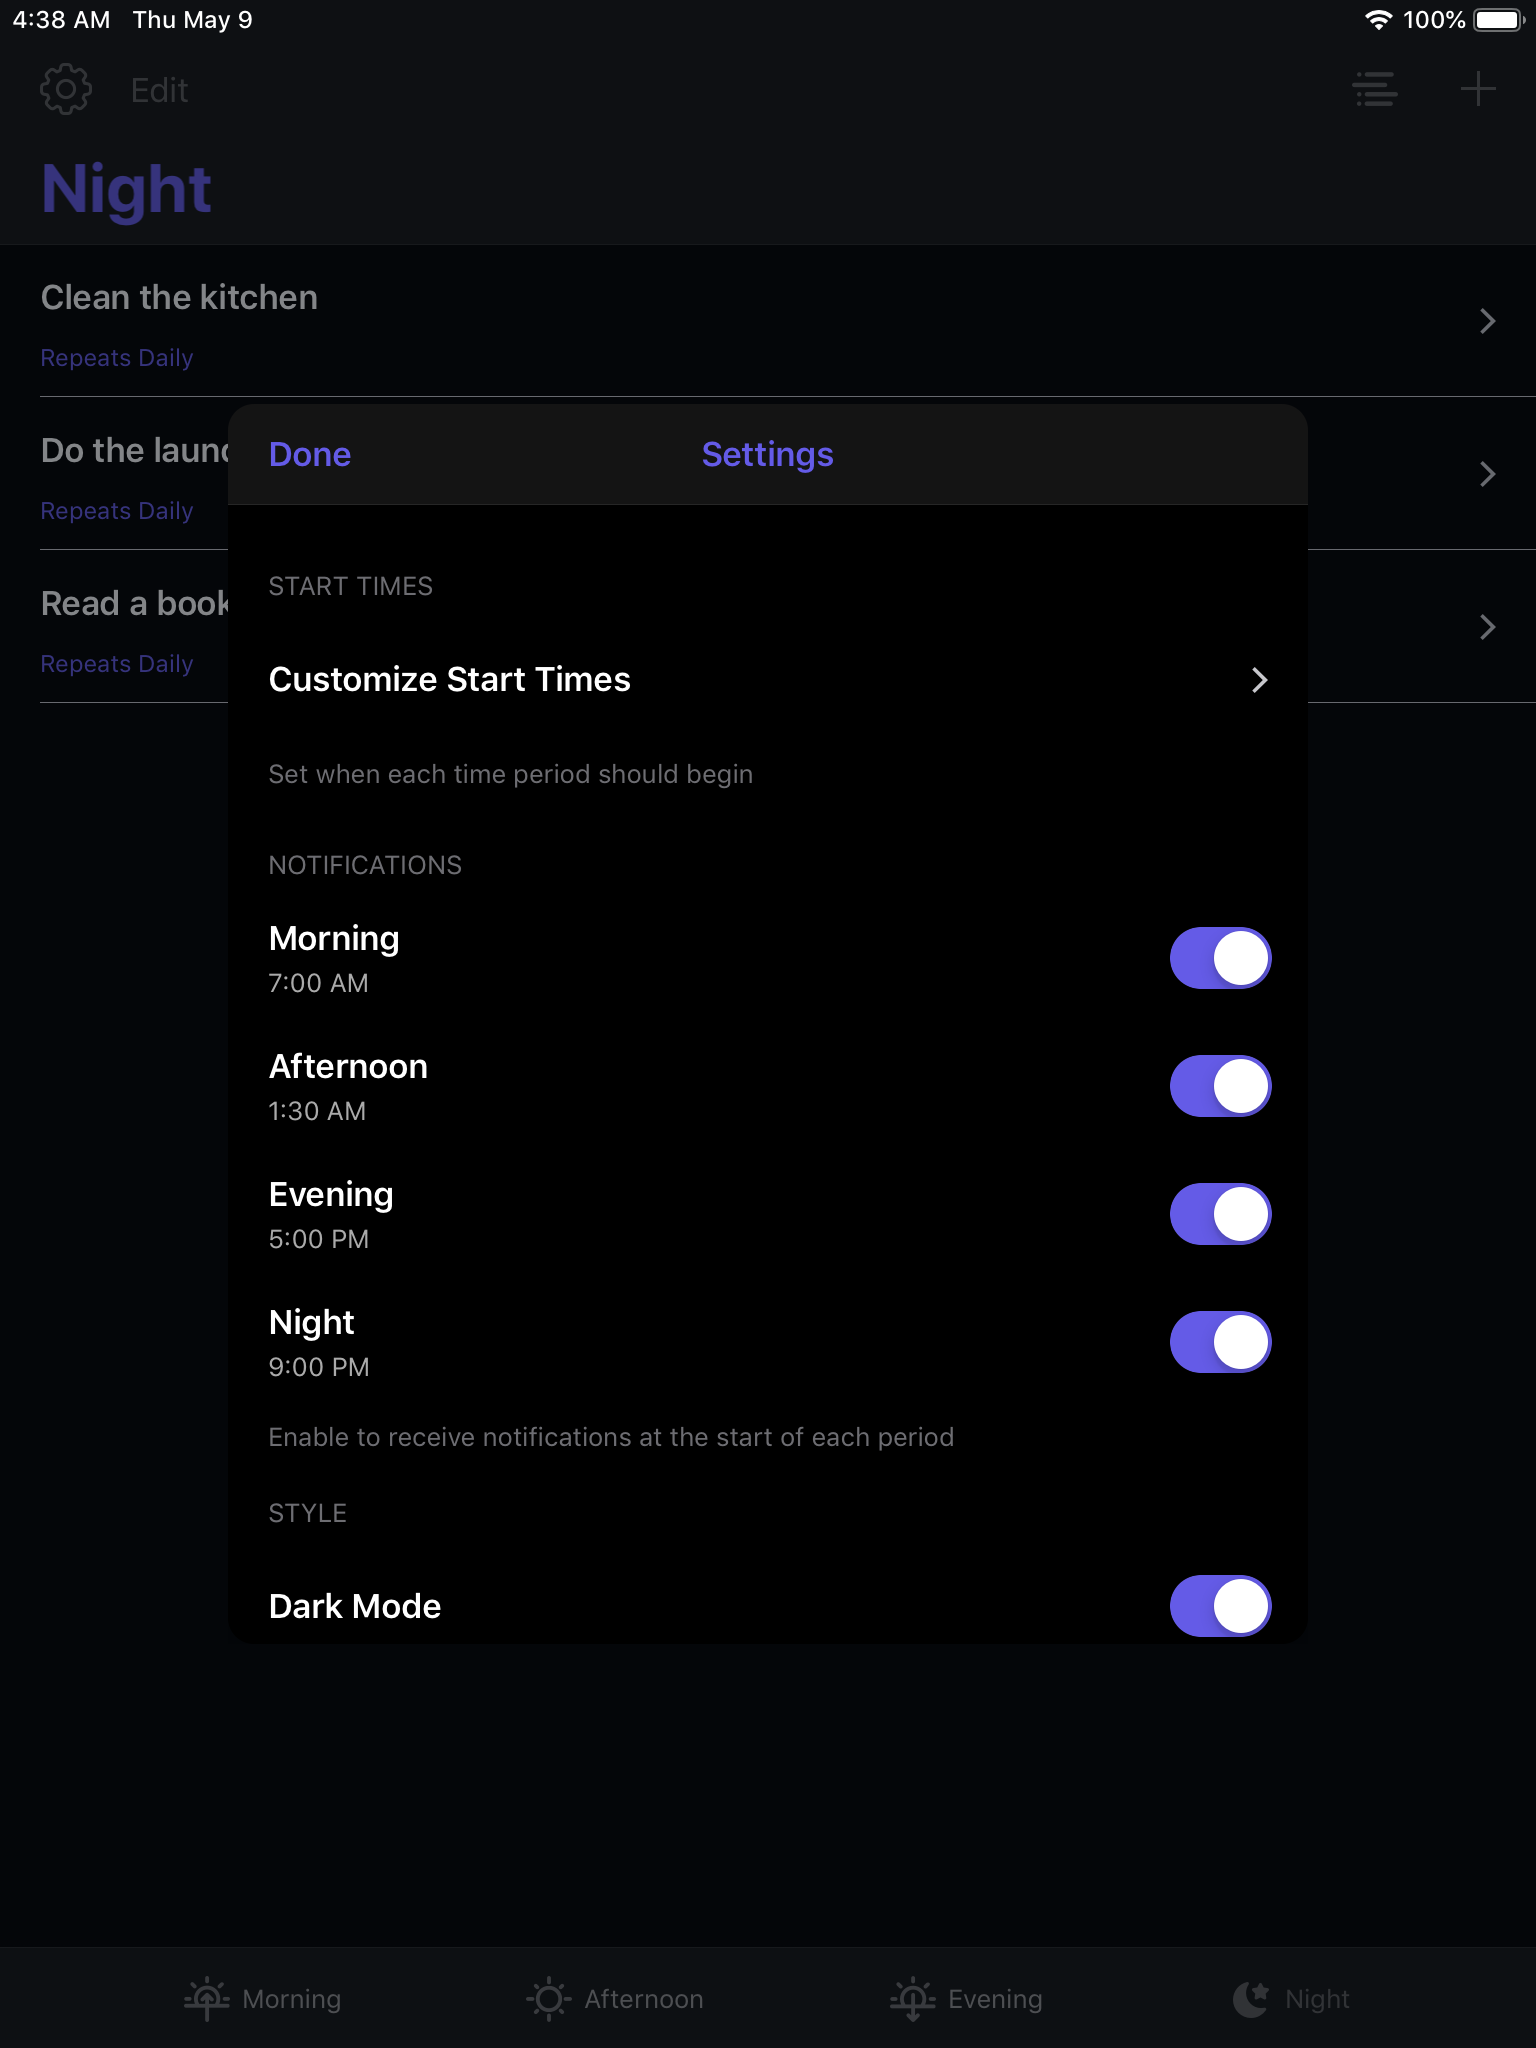 4:38 AM Thu May 9 100%
Edit
Night
Clean the kitchen
Repeats Daily
Do the laun
Repeats Daily
Read a book
Repeats Daily
Done Settings
START TIMES
Customize Start Times
Set when each time period should begin
NOTIFICATIONS
Morning
7:00 AM
Afternoon
1:30 AM
Evening
5:00 PM
Night
9:00 PM
Enable to receive notifications at the start of each period
STYLE
Dark Mode
Morning Afternoon Evening Night